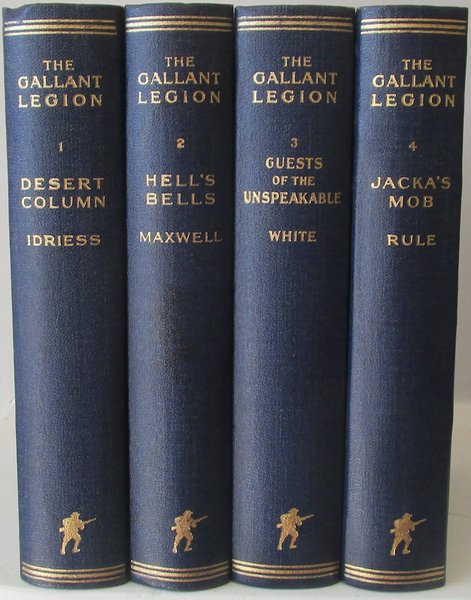 THE
GALLANT
LEGION
1
DESERT
COLUMN
IDRIESS
THE
GALLANT
LEGION
2
HELL'S
BELLS
MAXWELL
THE
GALLANT
LEGION
3
GUESTS
OF THE
UNSPEAKABLE
WHITE
THE
GALLANT
LEGION
4
JACKA'S
MOB
RULE